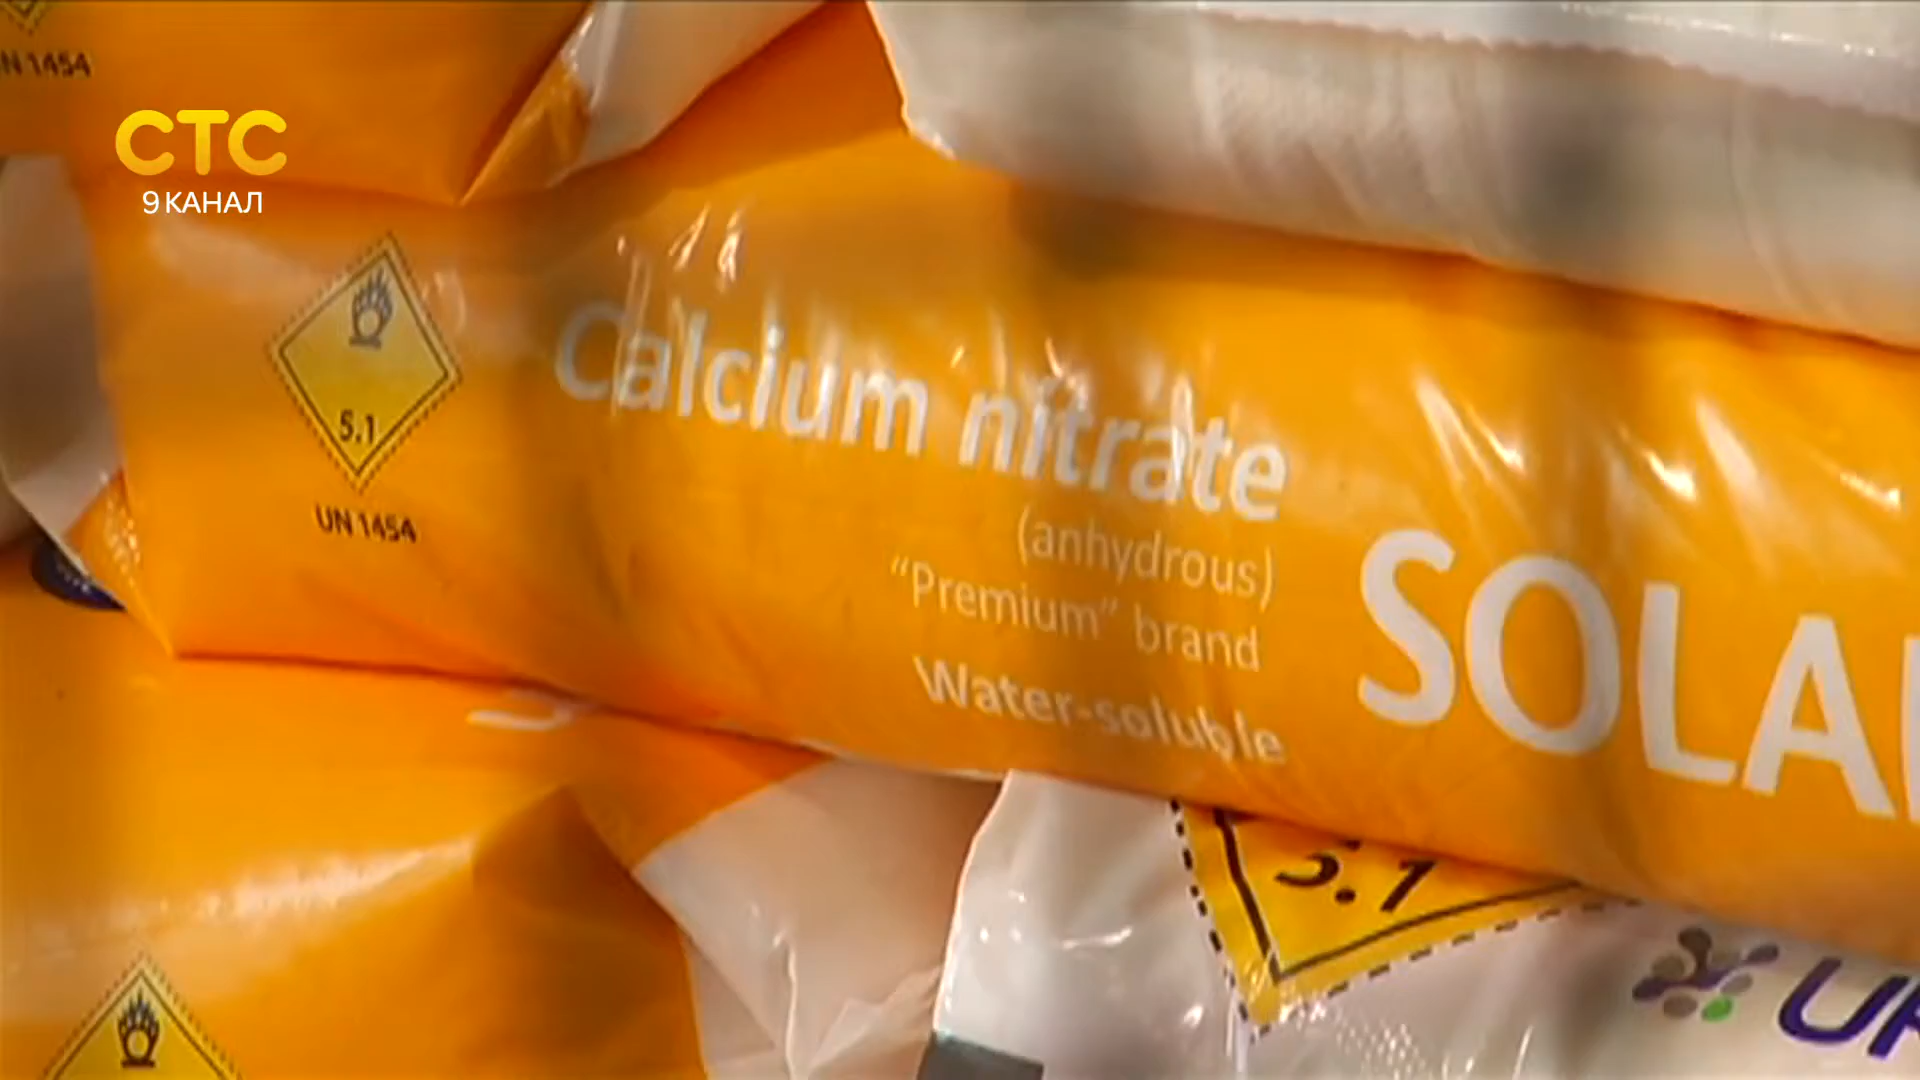 UN 1454
СТС
9 КАНАЛ
5.1
UN 1454
Calcium nitrate
(anhydrous)
“Premium” brand
Water-soluble
SOLA
5.1